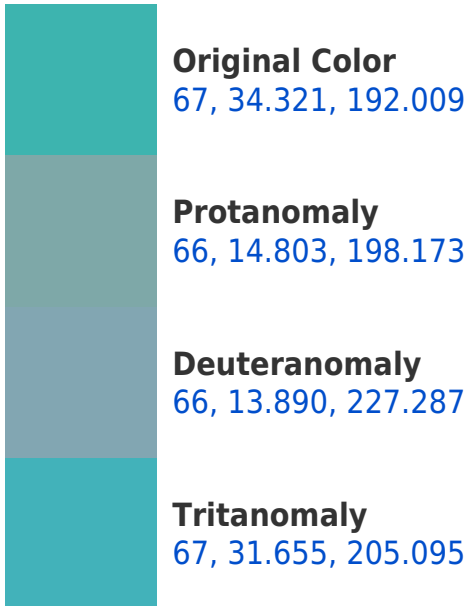 Original Color
67, 34.321, 192.009
Protanomaly
66, 14.803, 198.173
Deuteranomaly
66, 13.890, 227.287
Tritanomaly
67, 31.655, 205.095